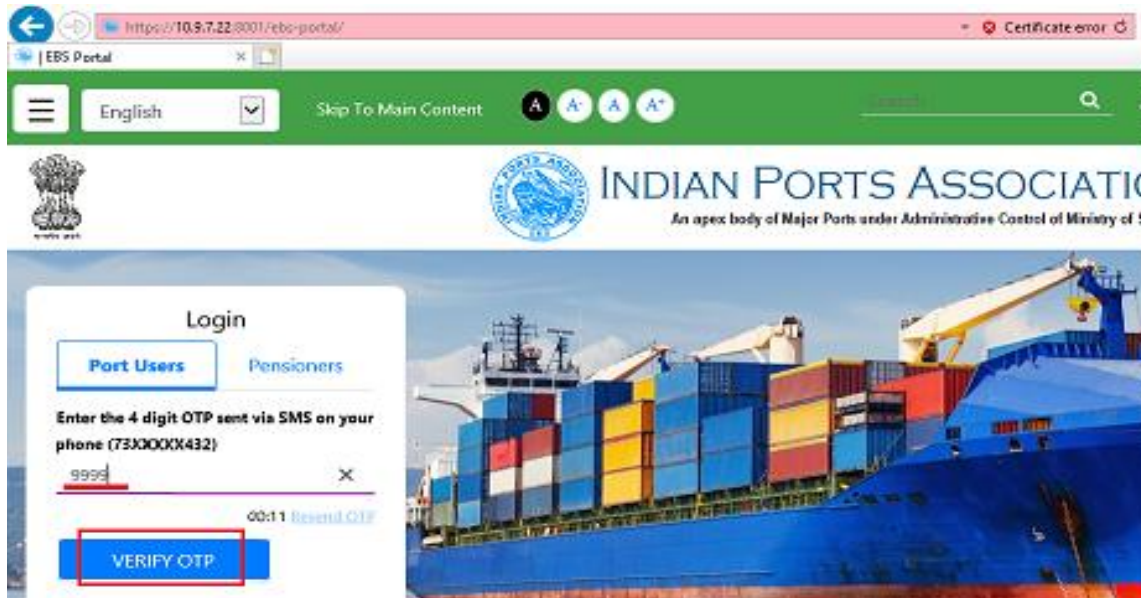 https://10.9.7.22:8001/ebs-portal/
Certificate error
| EBS Portal
English
Skip To Main Content
A A- A A+
INDIAN PORTS ASSOCIATIO
An apex body of Major Ports under Administrative Control of Ministry of S
Login
Port Users Pensioners
Enter the 4 digit OTP sent via SMS on your
phone (73XXXXX432)
9999
00:11 Resend OTP
VERIFY OTP